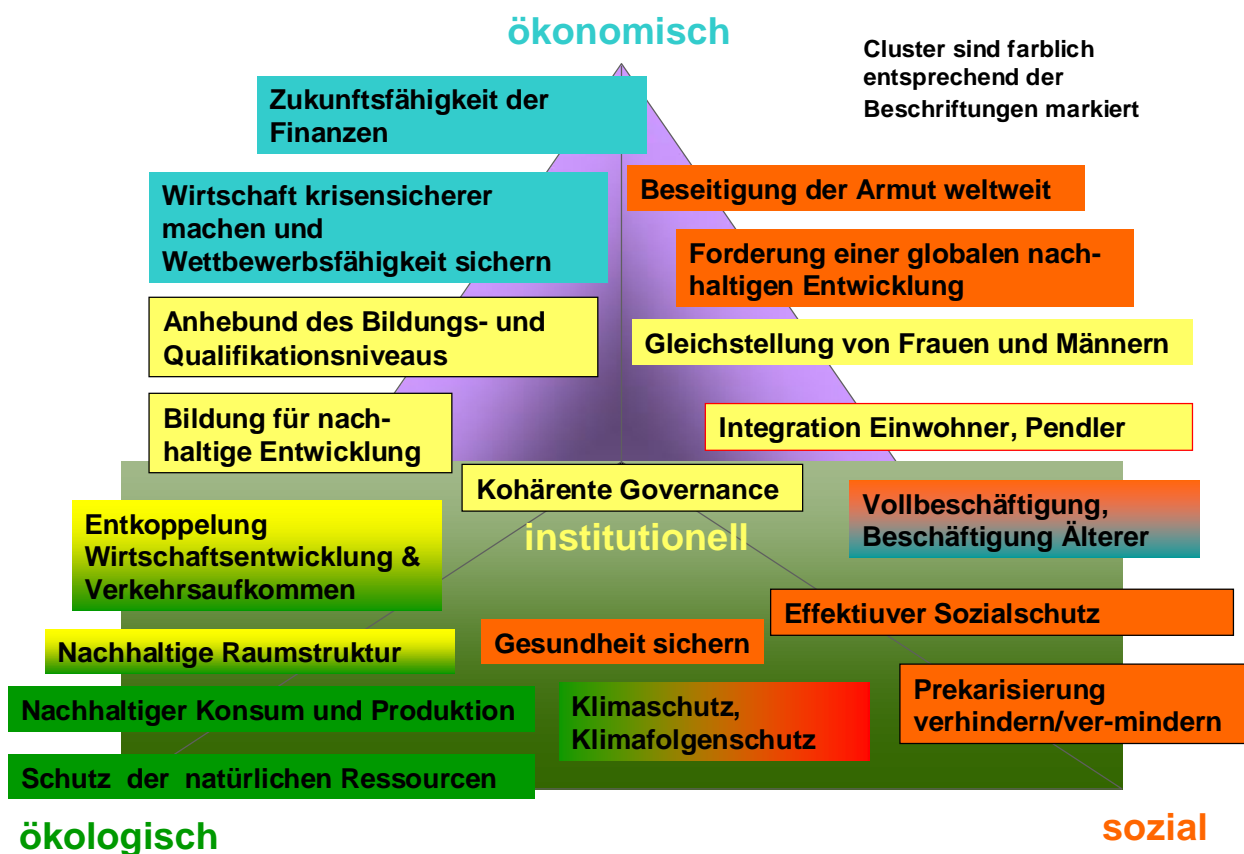 ökonomisch
Cluster sind farblich
entsprechend der
Beschriftungen markiert
Zukunftsfähigkeit der
Finanzen
Wirtschaft krisensicherer
machen und
Wettbewerbsfähigkeit sichern
Beseitigung der Armut weltweit
Forderung einer globalen nach-
haltigen Entwicklung
Anhebund des Bildungs- und
Qualifikationsniveaus
Gleichstellung von Frauen und Männern
Bildung für nach-
haltige Entwicklung
Integration Einwohner, Pendler
Kohärente Governance
institutionell
Vollbeschäftigung,
Beschäftigung Älterer
Entkoppelung
Wirtschaftsentwicklung &
Verkehrsaufkommen
Effektiuver Sozialschutz
Nachhaltige Raumstruktur
Gesundheit sichern
Nachhaltiger Konsum und Produktion
Klimaschutz,
Klimafolgenschutz
Prekarisierung
verhindern/ver-mindern
Schutz der natürlichen Ressourcen
ökologisch
sozial